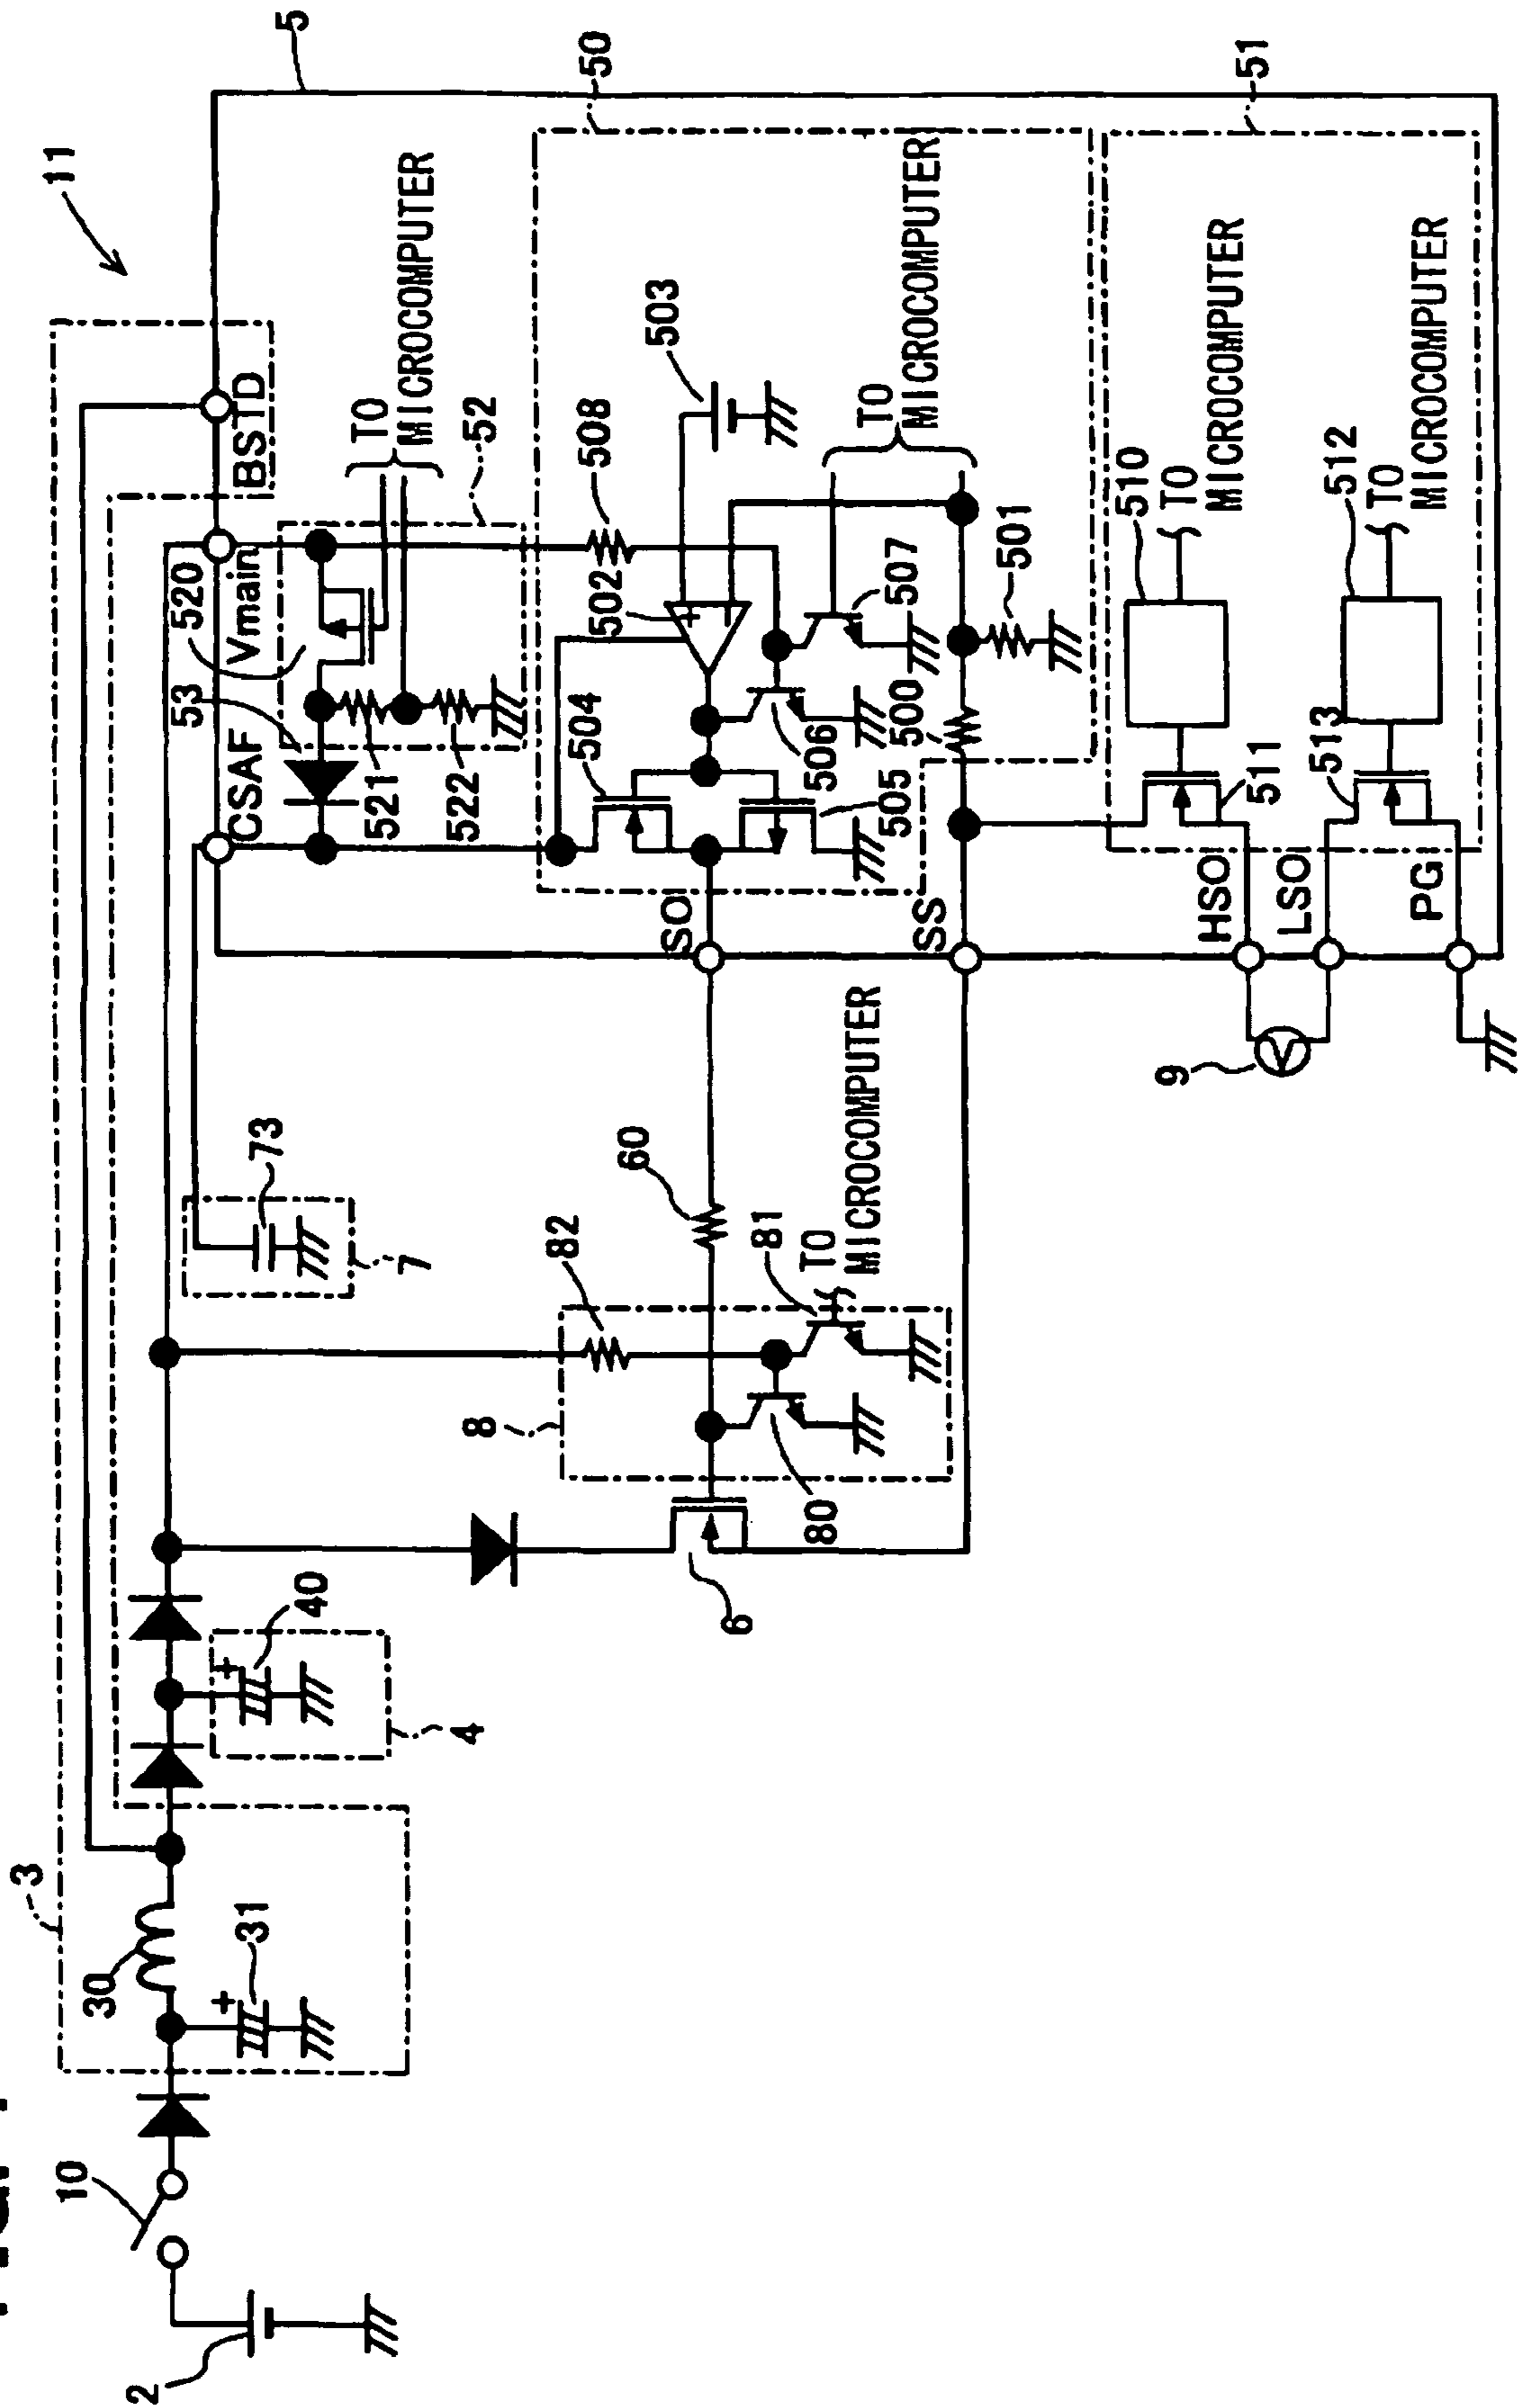 11
5
3
BSTD
Vmain
CSAF
TO
MICROCOMPUTER
52
520
53
521
522
50
508
503
502
504
TO
MICROCOMPUTER
507
506
505
501
500
51
510
TO
MICROCOMPUTER
511
512
TO
MICROCOMPUTER
513
SO
SS
HSO
LSO
PG
9
73
7
60
82
81
TO
MICROCOMPUTER
8
80
6
+
40
4
30
+
31
10
2
+
−